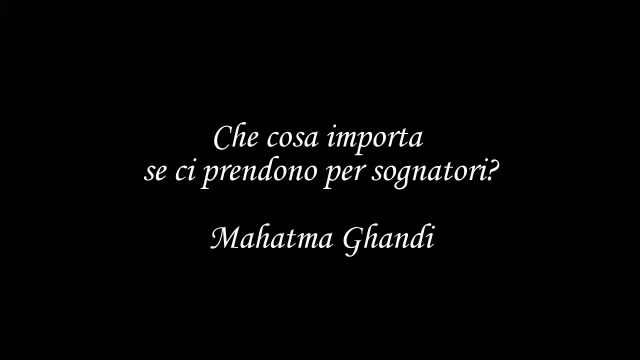 Che cosa importa
se ci prendono per sognatori?
Mahatma Ghandi